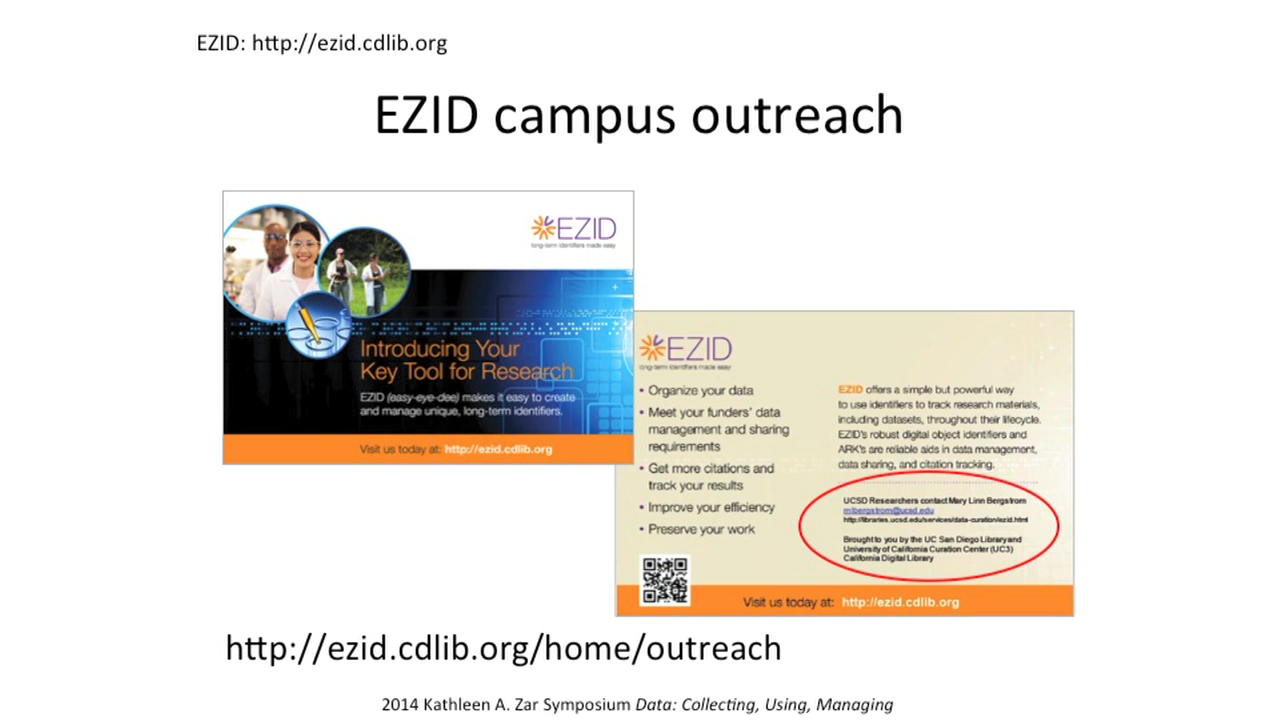 EZID: http://ezid.cdlib.org
EZID campus outreach
EZID
long-term identifiers made easy
Introducing Your
Key Tool for Research
EZID (easy-eye-dee) makes it easy to create
and manage unique, long-term identifiers.
Visit us today at: http://ezid.cdlib.org
EZID
long-term identifiers made easy
• Organize your data
• Meet your funders' data
management and sharing
requirements
• Get more citations and
track your results
• Improve your efficiency
• Preserve your work
EZID offers a simple but powerful way
to use identifiers to track research materials,
including datasets, throughout their lifecycle.
EZID's robust digital object identifiers and
ARK's are reliable aids in data management,
data sharing, and citation tracking.
UCSD Researchers contact Mary Linn Bergstrom
mbergstrom@ucsd.edu
http://libraries.ucsd.edu/services/data-curation/ezid.html
Brought to you by the UC San Diego Library and
University of California Curation Center (UC3)
California Digital Library
Visit us today at: http://ezid.cdlib.org
http://ezid.cdlib.org/home/outreach
2014 Kathleen A. Zar Symposium Data: Collecting, Using, Managing